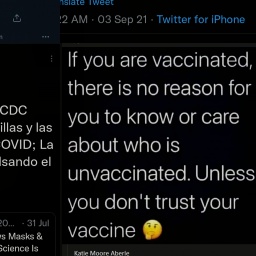 nslate Tweet
22 AM · 03 Sep 21 · Twitter for iPhone
If you are vaccinated,
there is no reason for
you to know or care
about who is
unvaccinated. Unless
you don't trust your
vaccine 🤔
Katie Moore Aberle
CDC
illas y las
OVID; La
lsando el
20... · 31 Jul
vs Masks &
Science Is